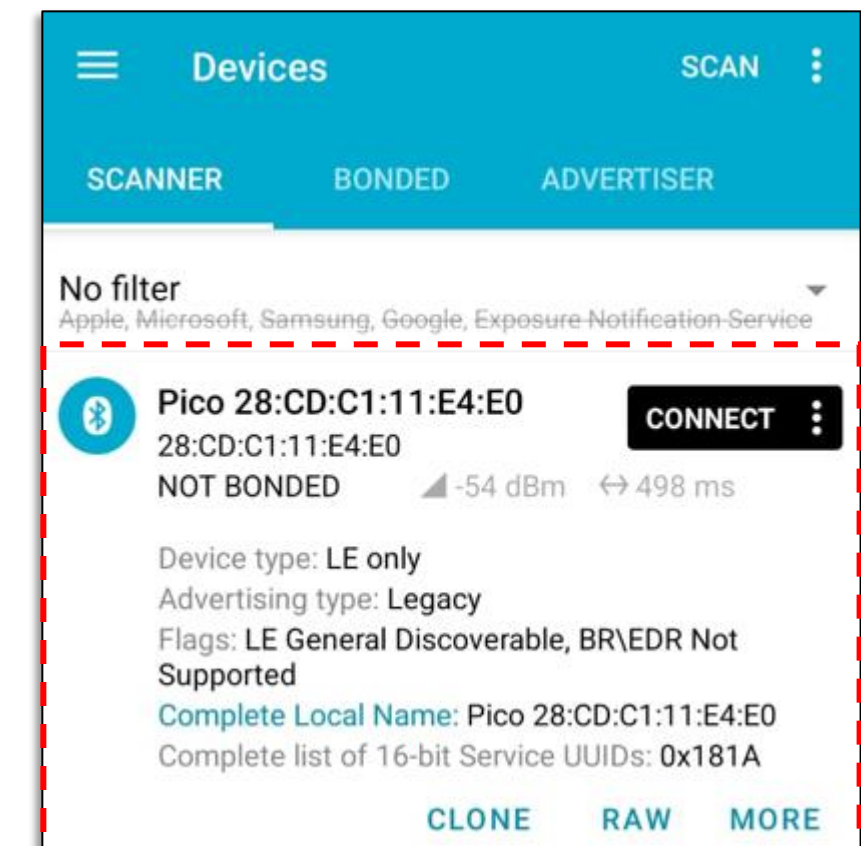 Devices SCAN
SCANNER BONDED ADVERTISER
No filter
Apple, Microsoft, Samsung, Google, Exposure Notification Service
Pico 28:CD:C1:11:E4:E0 CONNECT
28:CD:C1:11:E4:E0
NOT BONDED -54 dBm 498 ms
Device type: LE only
Advertising type: Legacy
Flags: LE General Discoverable, BR\EDR Not
Supported
Complete Local Name: Pico 28:CD:C1:11:E4:E0
Complete list of 16-bit Service UUIDs: 0x181A
CLONE RAW MORE